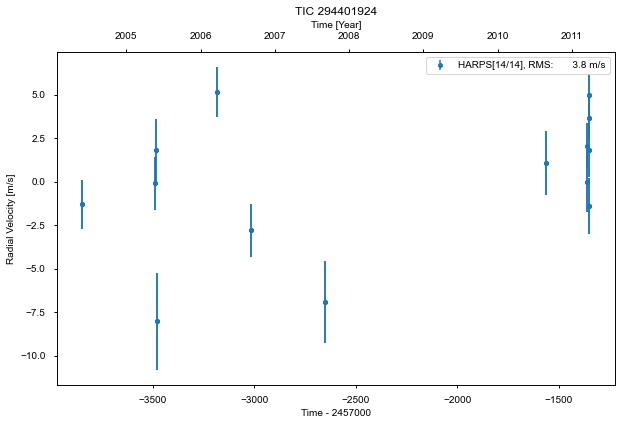 TIC 294401924
Time [Year]
2005 2006 2007 2008 2009 2010 2011
HARPS[14/14], RMS: 3.8 m/s
5.0
2.5
0.0
−2.5
−5.0
−7.5
−10.0
Radial Velocity [m/s]
−3500 −3000 −2500 −2000 −1500
Time - 2457000